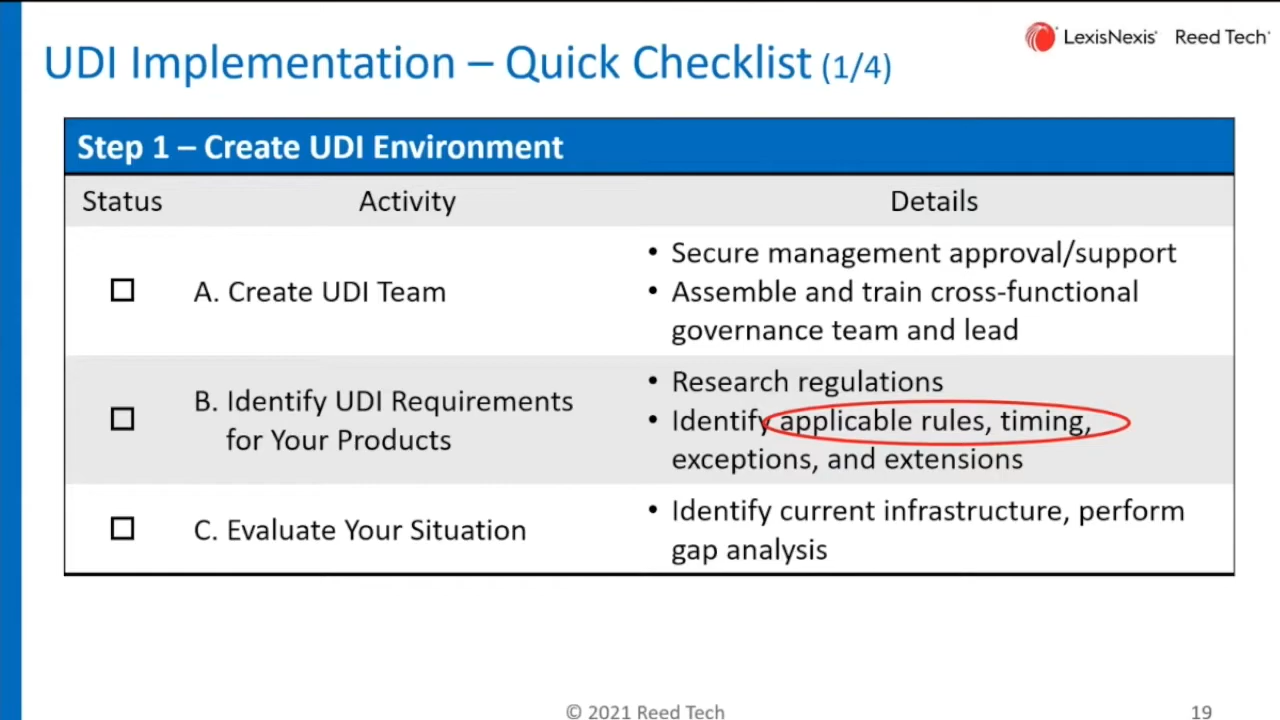 LexisNexis® Reed Tech®
UDI Implementation – Quick Checklist (1/4)
Step 1 – Create UDI Environment
Status Activity Details
A. Create UDI Team
• Secure management approval/support
• Assemble and train cross-functional
governance team and lead
B. Identify UDI Requirements
for Your Products
• Research regulations
• Identify applicable rules, timing,
exceptions, and extensions
C. Evaluate Your Situation
• Identify current infrastructure, perform
gap analysis
© 2021 Reed Tech
19